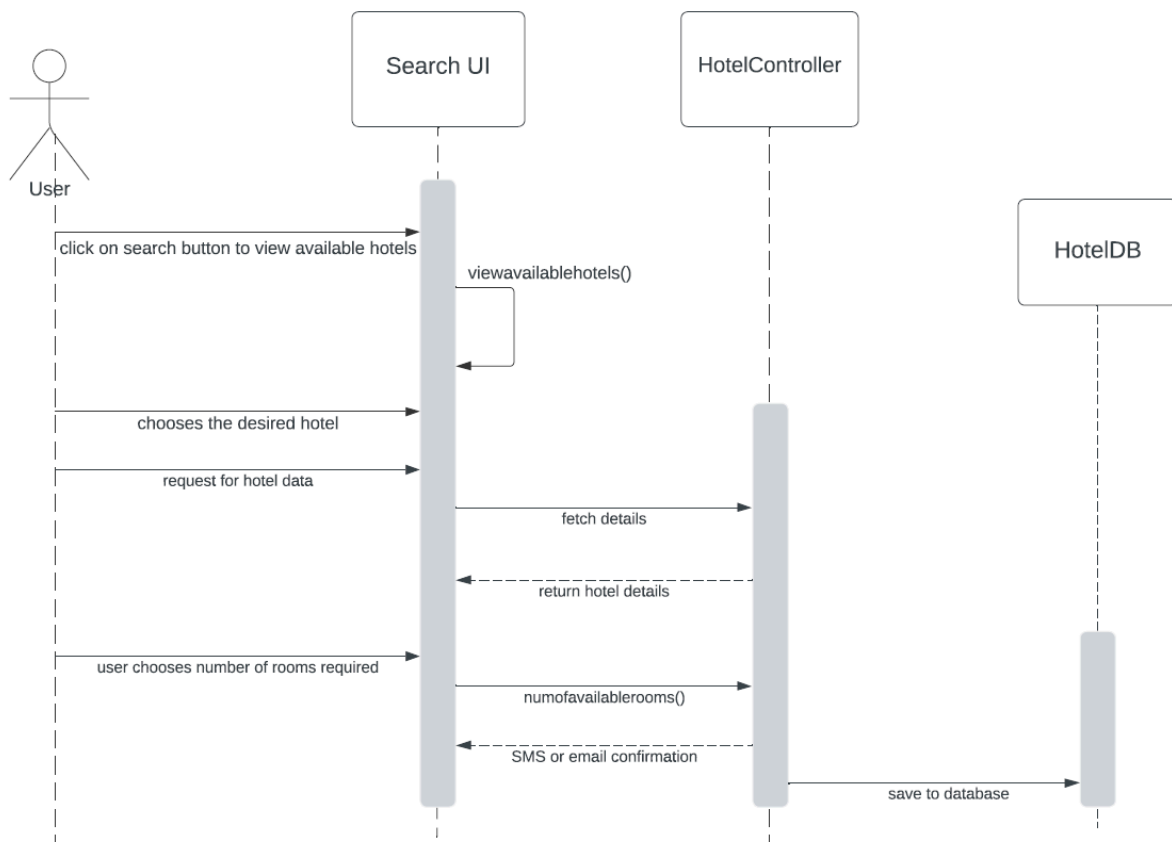 Search UI
HotelController
User
HotelDB
click on search button to view available hotels
viewavailablehotels()
chooses the desired hotel
request for hotel data
fetch details
return hotel details
user chooses number of rooms required
numofavailablerooms()
SMS or email confirmation
save to database